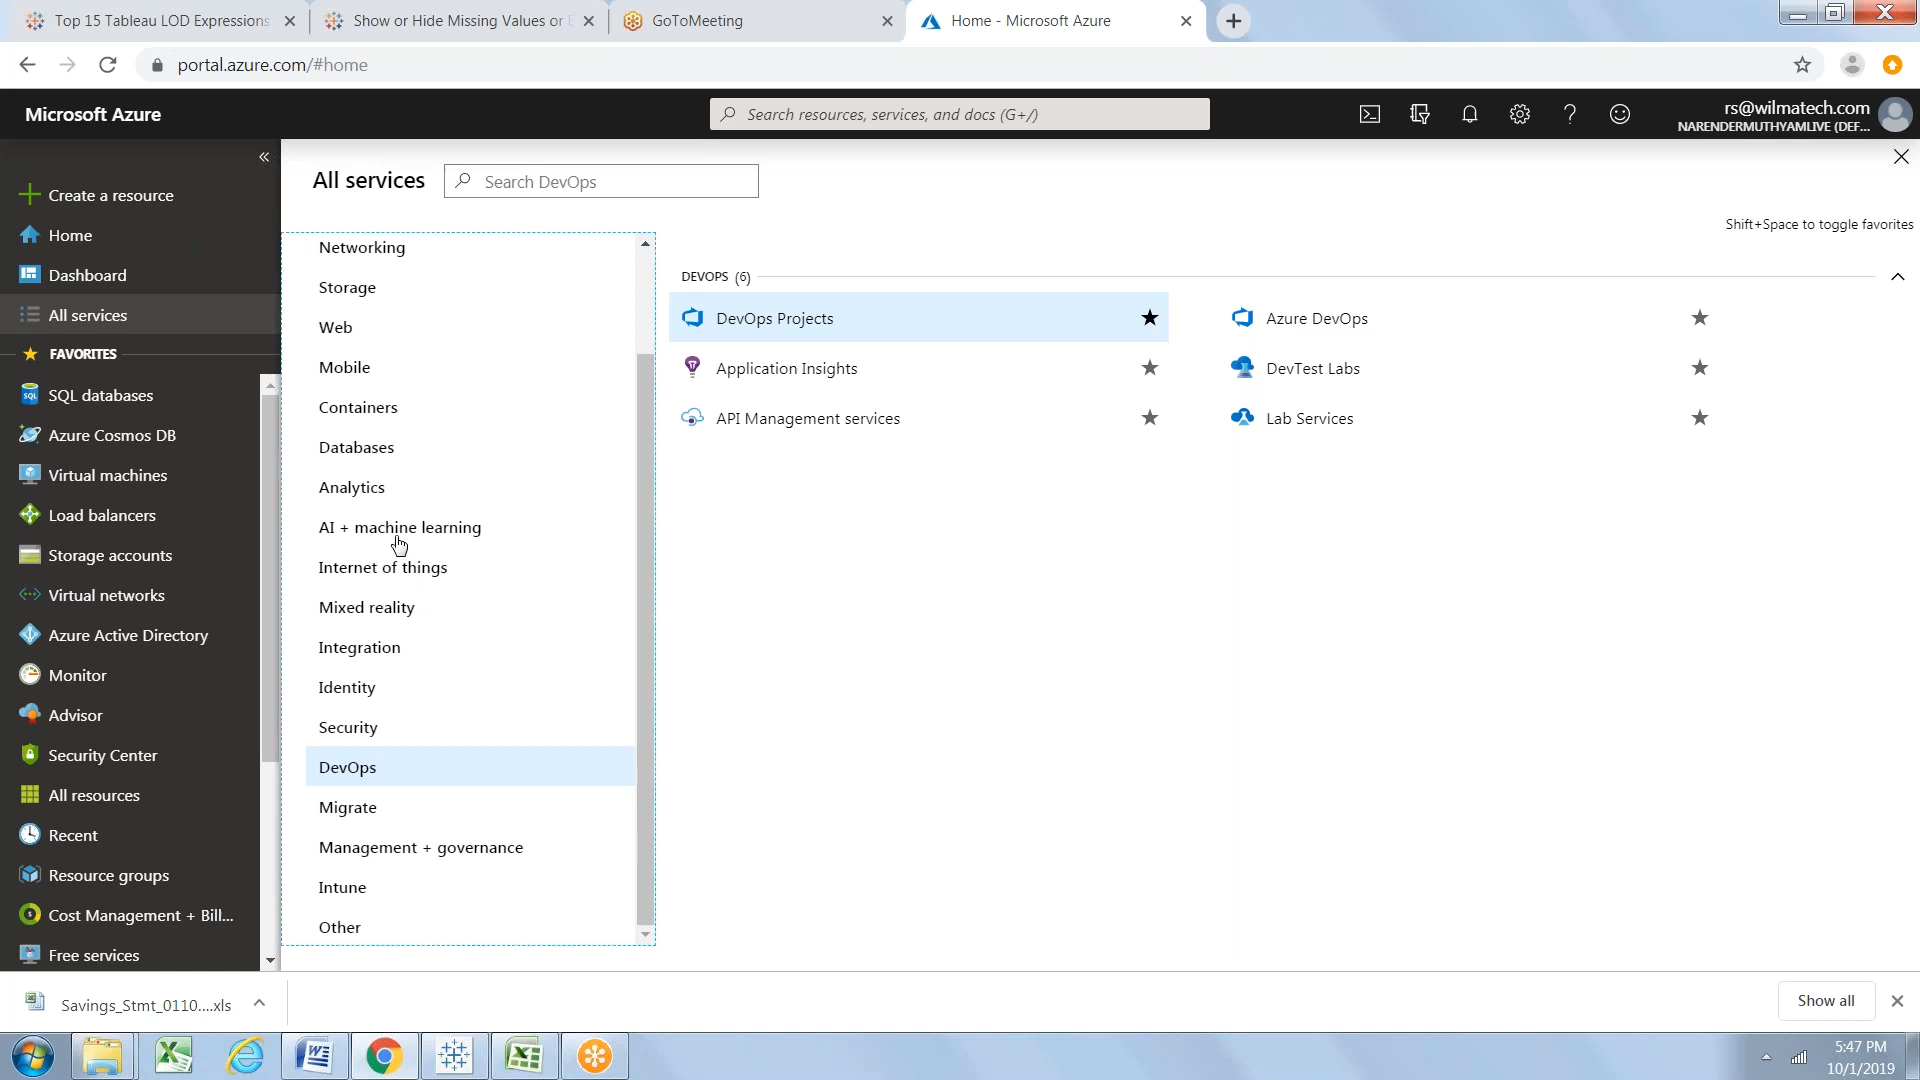 Top 15 Tableau LOD Expressions
Show or Hide Missing Values or E
GoToMeeting
Home - Microsoft Azure
portal.azure.com/#home
Microsoft Azure
Search resources, services, and docs (G+/)
rs@wilmatech.com
NARENDERMUTHYAMLIVE (DEF...
Create a resource
Home
Dashboard
All services
FAVORITES
SQL databases
Azure Cosmos DB
Virtual machines
Load balancers
Storage accounts
Virtual networks
Azure Active Directory
Monitor
Advisor
Security Center
All resources
Recent
Resource groups
Cost Management + Bill...
Free services
All services
Search DevOps
Shift+Space to toggle favorites
Networking
Storage
Web
Mobile
Containers
Databases
Analytics
AI + machine learning
Internet of things
Mixed reality
Integration
Identity
Security
DevOps
Migrate
Management + governance
Intune
Other
DEVOPS (6)
DevOps Projects
Azure DevOps
Application Insights
DevTest Labs
API Management services
Lab Services
Savings_Stmt_0110....xls
Show all
5:47 PM
10/1/2019